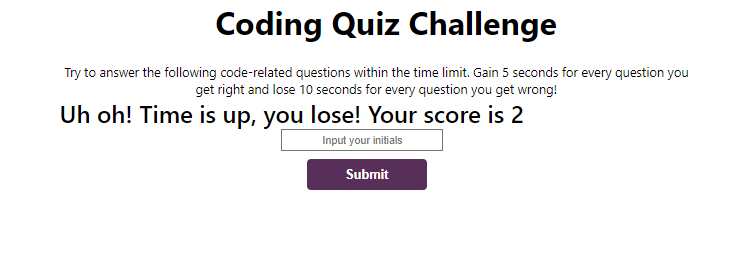 Coding Quiz Challenge
Try to answer the following code-related questions within the time limit. Gain 5 seconds for every question you
get right and lose 10 seconds for every question you get wrong!
Uh oh! Time is up, you lose! Your score is 2
Input your initials
Submit